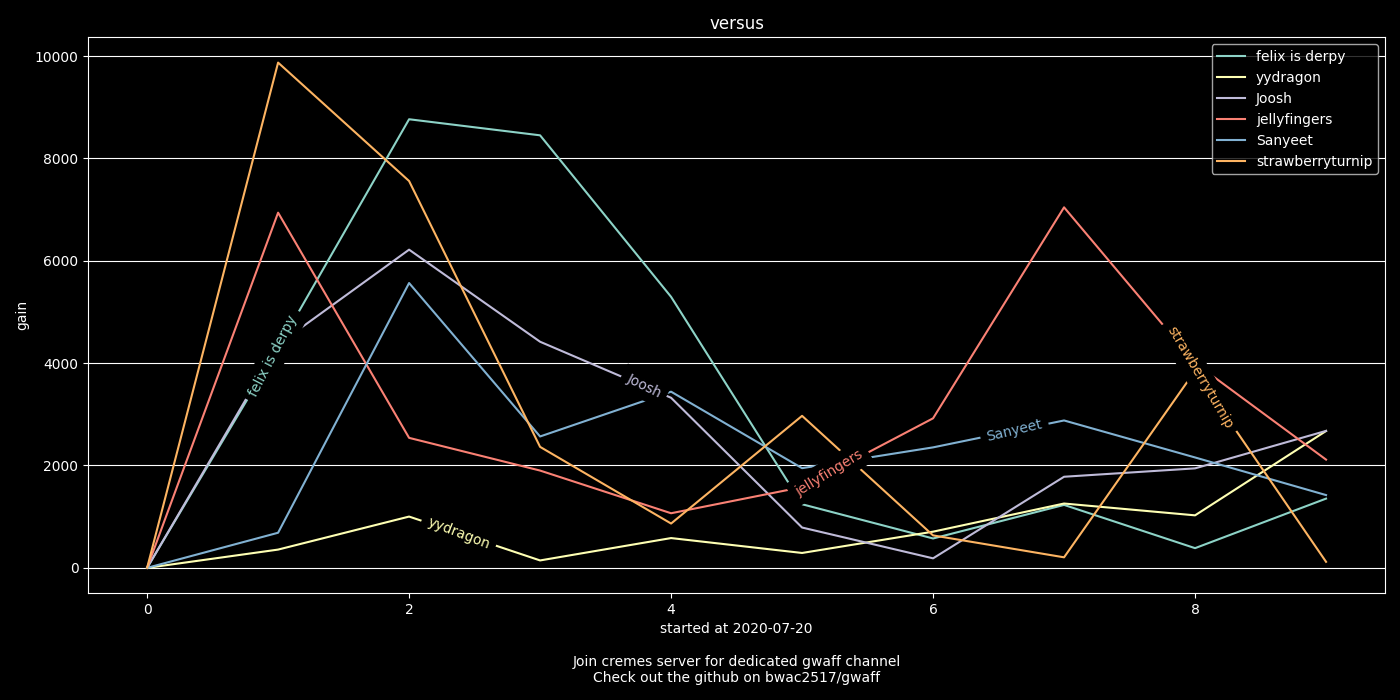 versus
10000
8000
6000
4000
2000
0
gain
felix is derpy
yydragon
Joosh
jellyfingers
Sanyeet
strawberryturnip
felix is derpy
yydragon
Joosh
jellyfingers
Sanyeet
strawberryturnip
0 2 4 6 8
started at 2020-07-20
Join cremes server for dedicated gwaff channel
Check out the github on bwac2517/gwaff